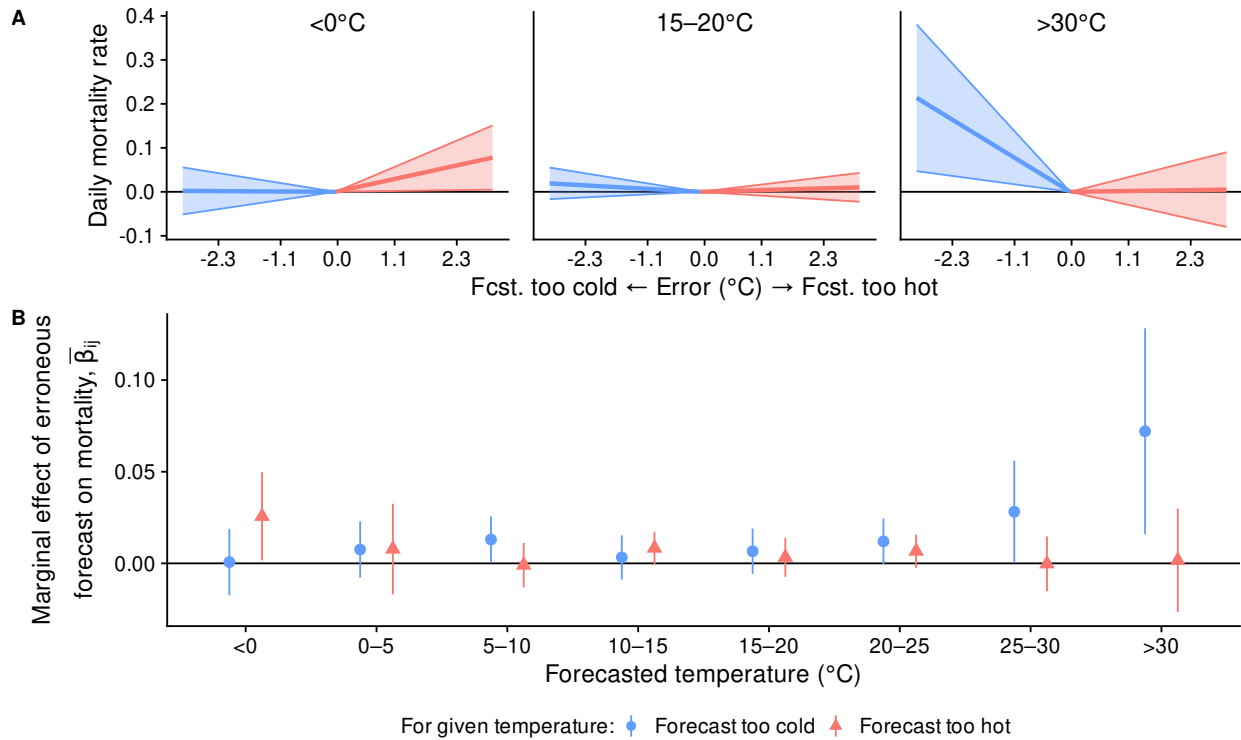 A
<0°C
15–20°C
>30°C
Daily mortality rate
0.4
0.3
0.2
0.1
0.0
-0.1
-2.3 -1.1 0.0 1.1 2.3
-2.3 -1.1 0.0 1.1 2.3
-2.3 -1.1 0.0 1.1 2.3
Fcst. too cold ← Error (°C) → Fcst. too hot
B
Marginal effect of erroneous
forecast on mortality, β̅ij
0.10
0.05
0.00
<0 0–5 5–10 10–15 15–20 20–25 25–30 >30
Forecasted temperature (°C)
For given temperature: Forecast too cold Forecast too hot